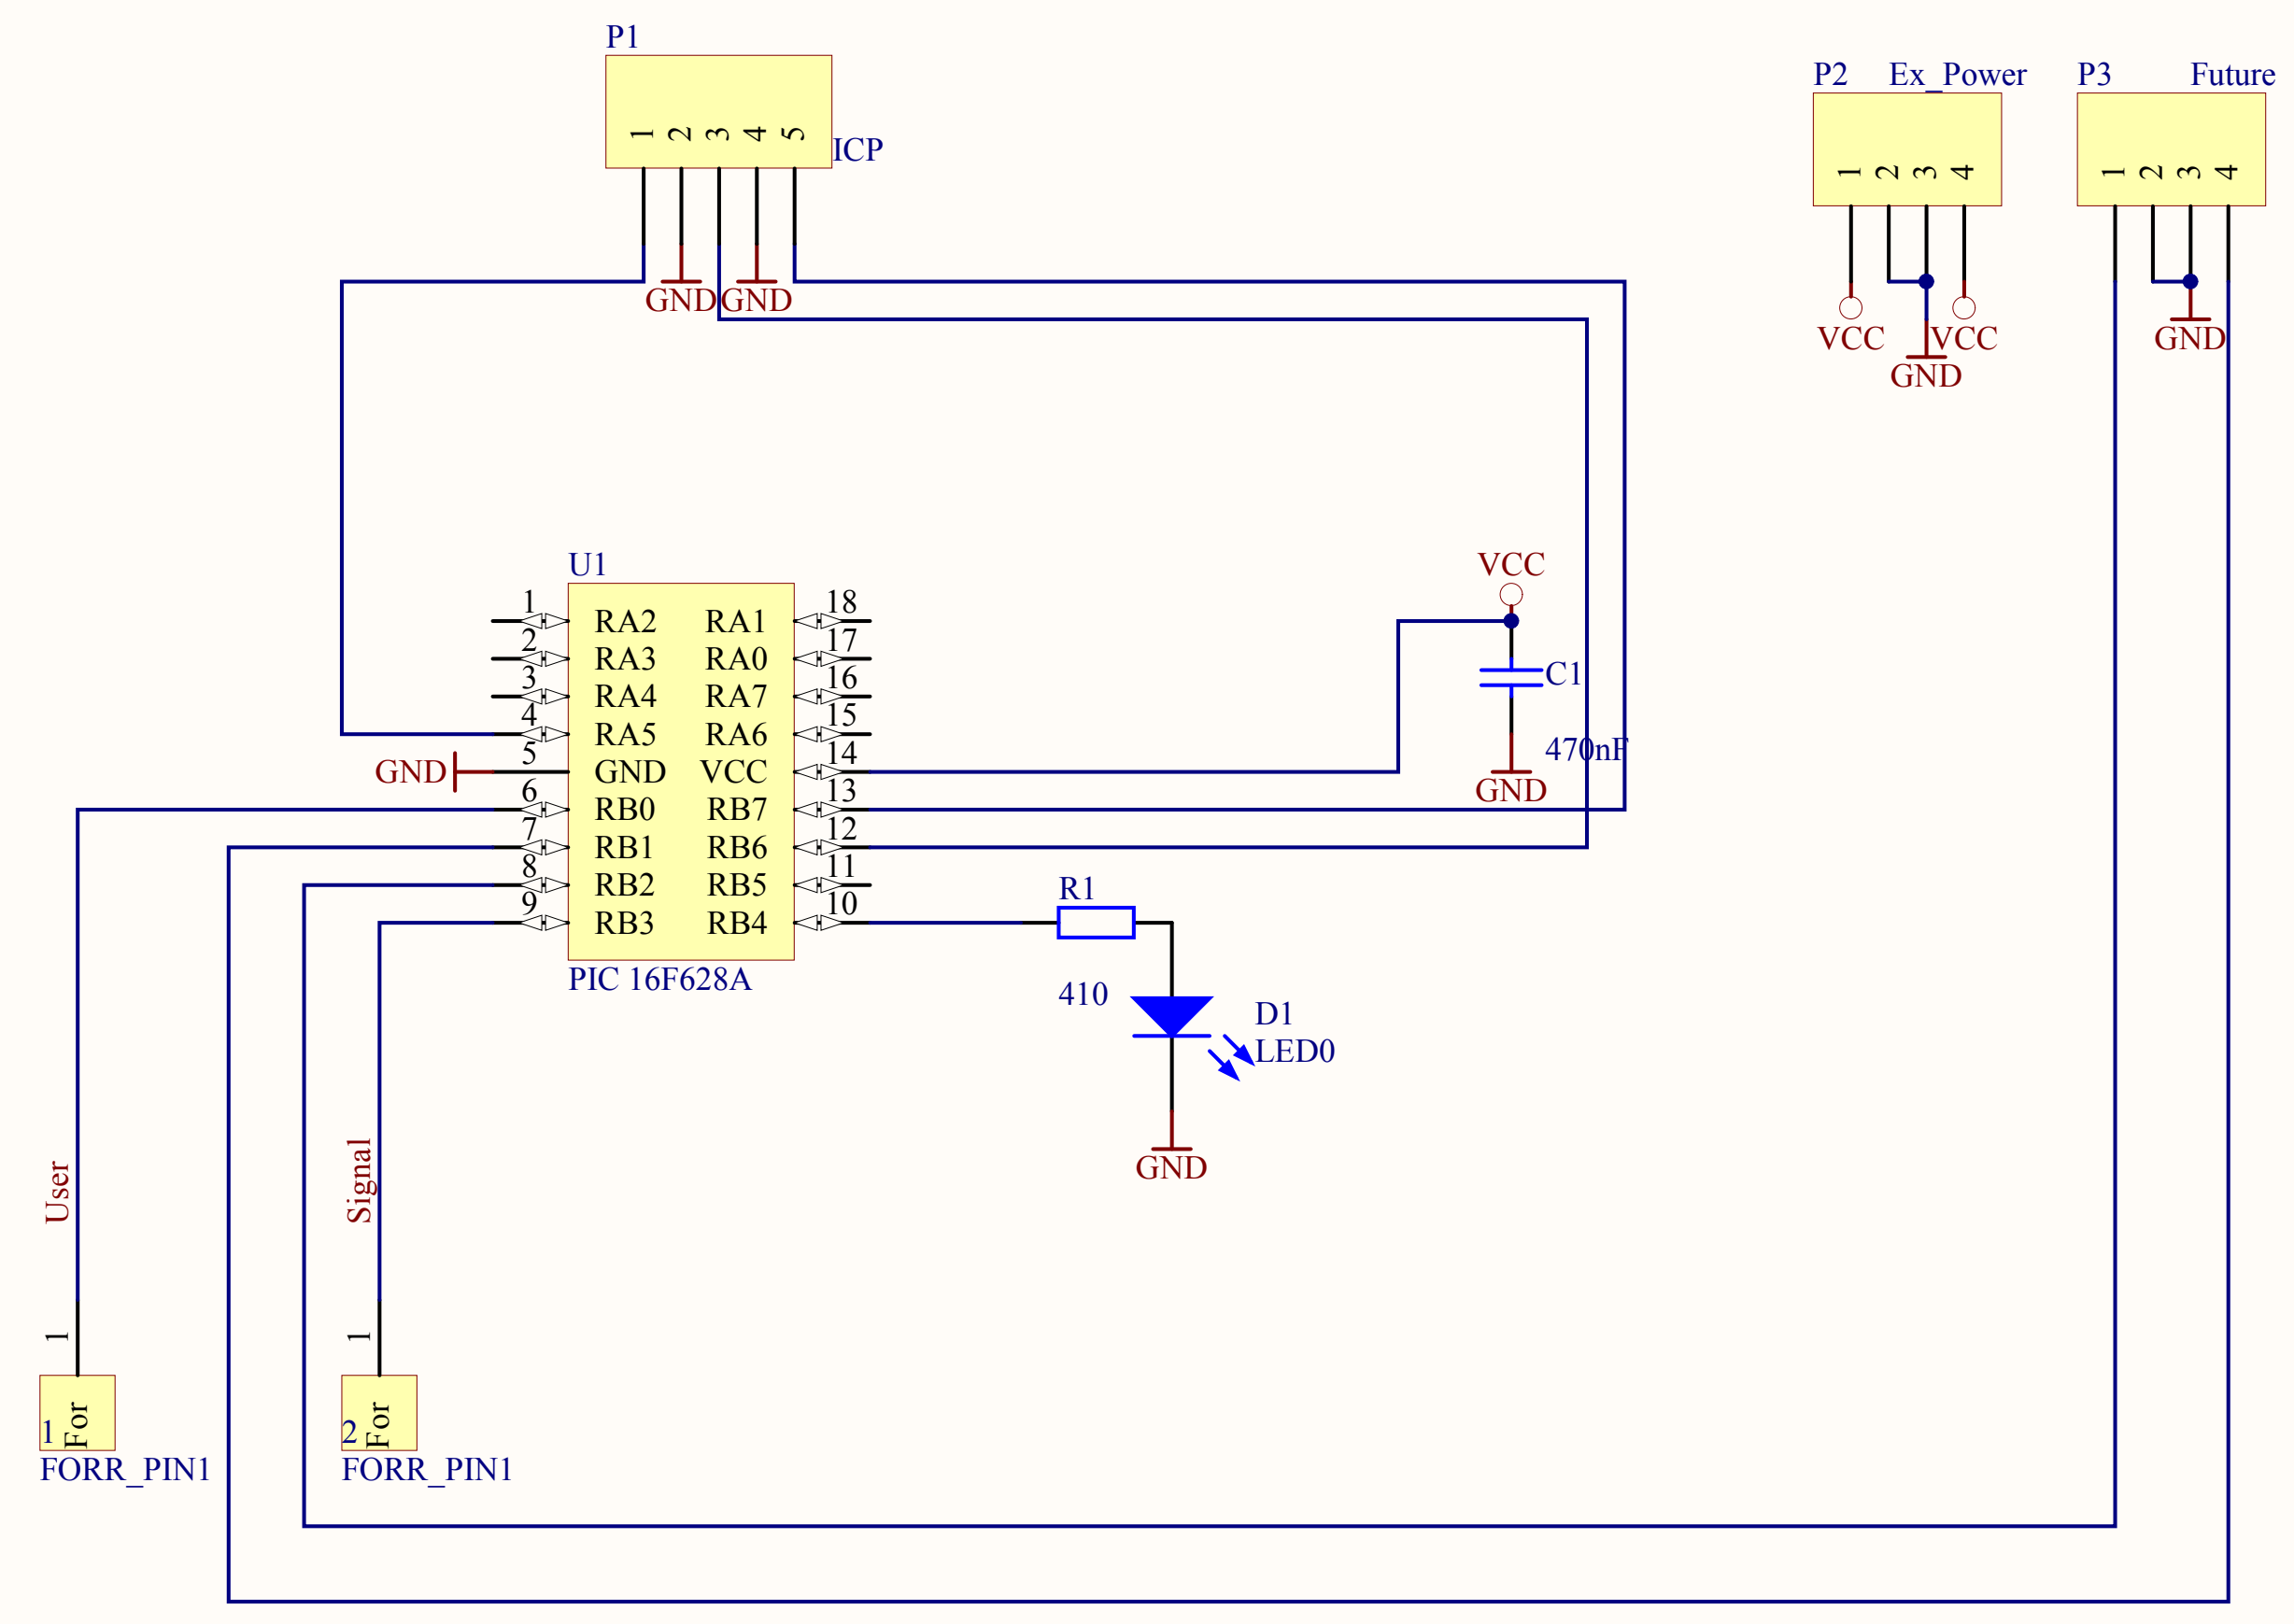 P1
1 2 3 4 5
ICP
GND GND
P2 Ex_Power
1 2 3 4
VCC VCC
GND
P3 Future
1 2 3 4
GND
U1
1 RA2 RA1 18
2 RA3 RA0 17
3 RA4 RA7 16
4 RA5 RA6 15
GND 5 GND VCC 14
6 RB0 RB7 13
7 RB1 RB6 12
8 RB2 RB5 11
9 RB3 RB4 10
PIC 16F628A
VCC
C1
470nF
GND
R1
410
D1
LED0
GND
User
1
1 For
FORR_PIN1
Signal
1
2 For
FORR_PIN1